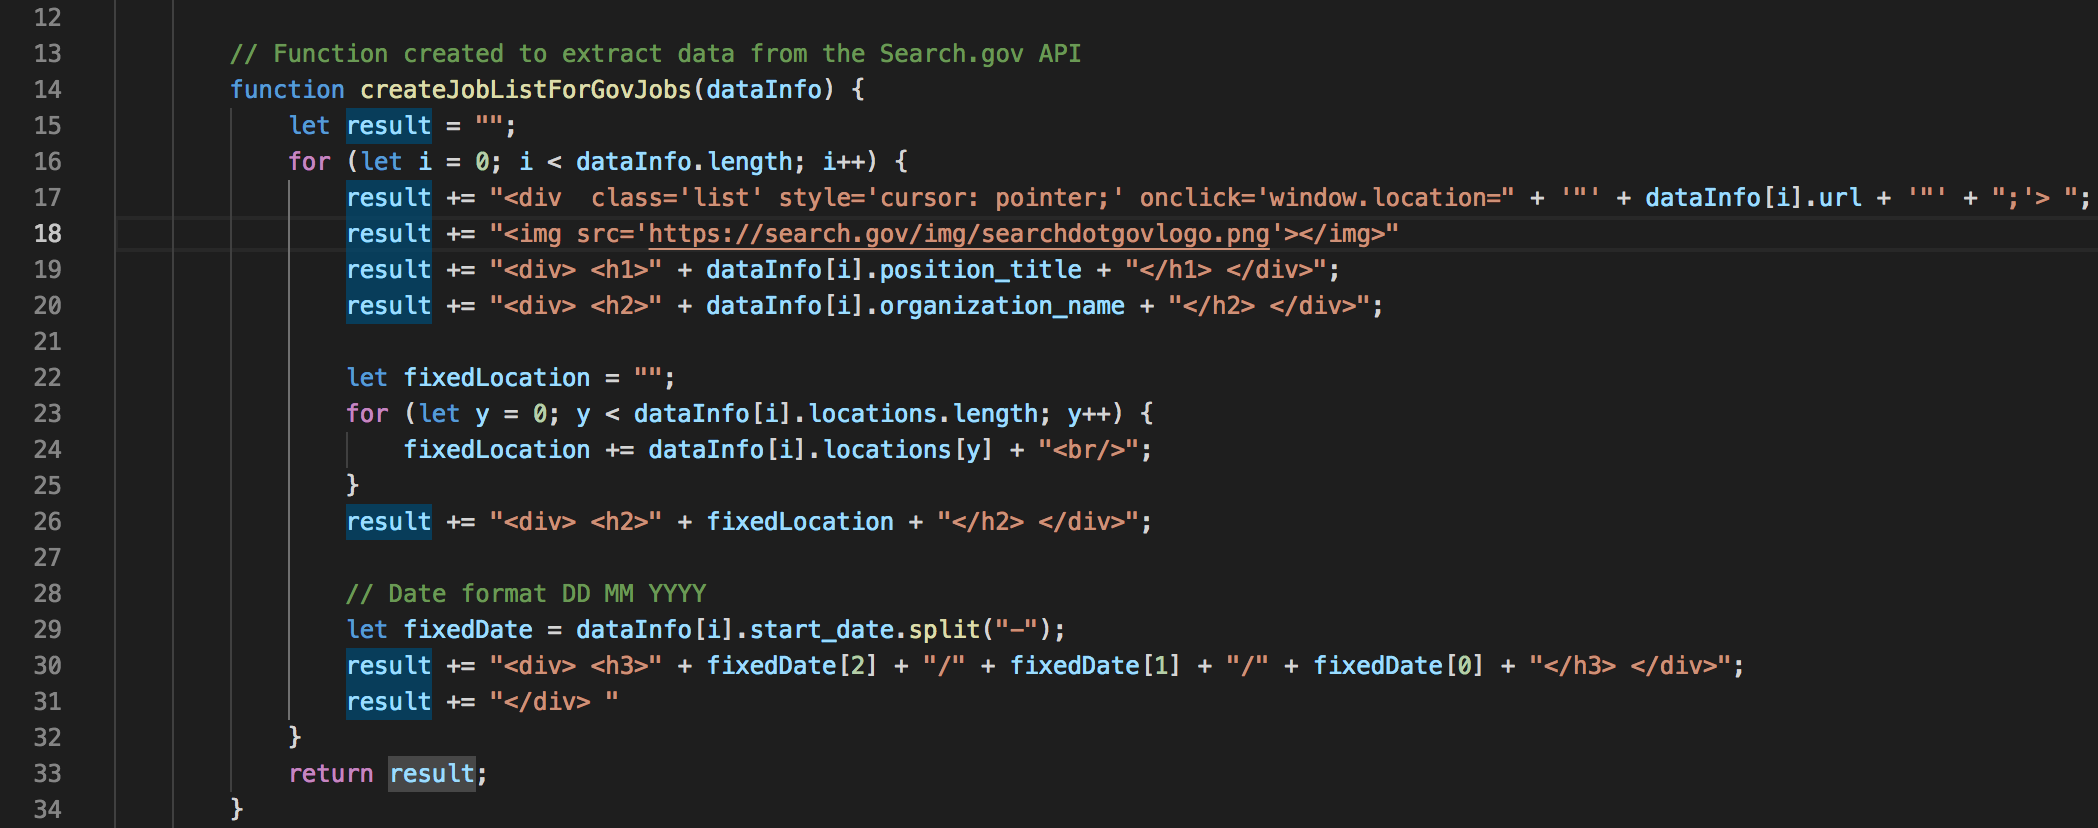 12
13 // Function created to extract data from the Search.gov API
14 function createJobListForGovJobs(dataInfo) {
15 let result = "";
16 for (let i = 0; i < dataInfo.length; i++) {
17 result += "<div  class='list' style='cursor: pointer;' onclick='window.location=" + '"' + dataInfo[i].url + '"' + ";'> ";
18 result += "<img src='https://search.gov/img/searchdotgovlogo.png'></img>"
19 result += "<div> <h1>" + dataInfo[i].position_title + "</h1> </div>";
20 result += "<div> <h2>" + dataInfo[i].organization_name + "</h2> </div>";
21
22 let fixedLocation = "";
23 for (let y = 0; y < dataInfo[i].locations.length; y++) {
24 fixedLocation += dataInfo[i].locations[y] + "<br/>";
25 }
26 result += "<div> <h2>" + fixedLocation + "</h2> </div>";
27
28 // Date format DD MM YYYY
29 let fixedDate = dataInfo[i].start_date.split("-");
30 result += "<div> <h3>" + fixedDate[2] + "/" + fixedDate[1] + "/" + fixedDate[0] + "</h3> </div>";
31 result += "</div> "
32 }
33 return result;
34 }